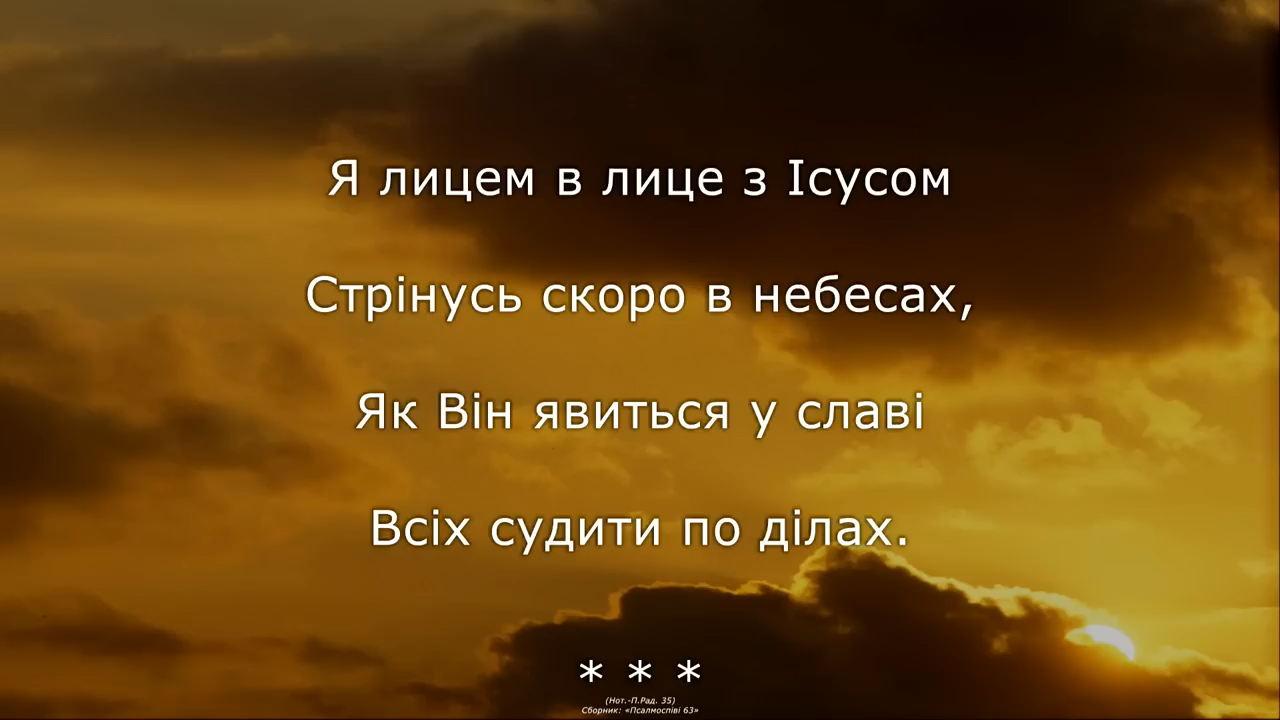 Я лицем в лице з Ісусом
Стрінусь скоро в небесах,
Як Він явиться у славі
Всіх судити по ділах.
* * *
(Нот.-П.Рад. 35)
Сборник: «Псалмоспіві 63»